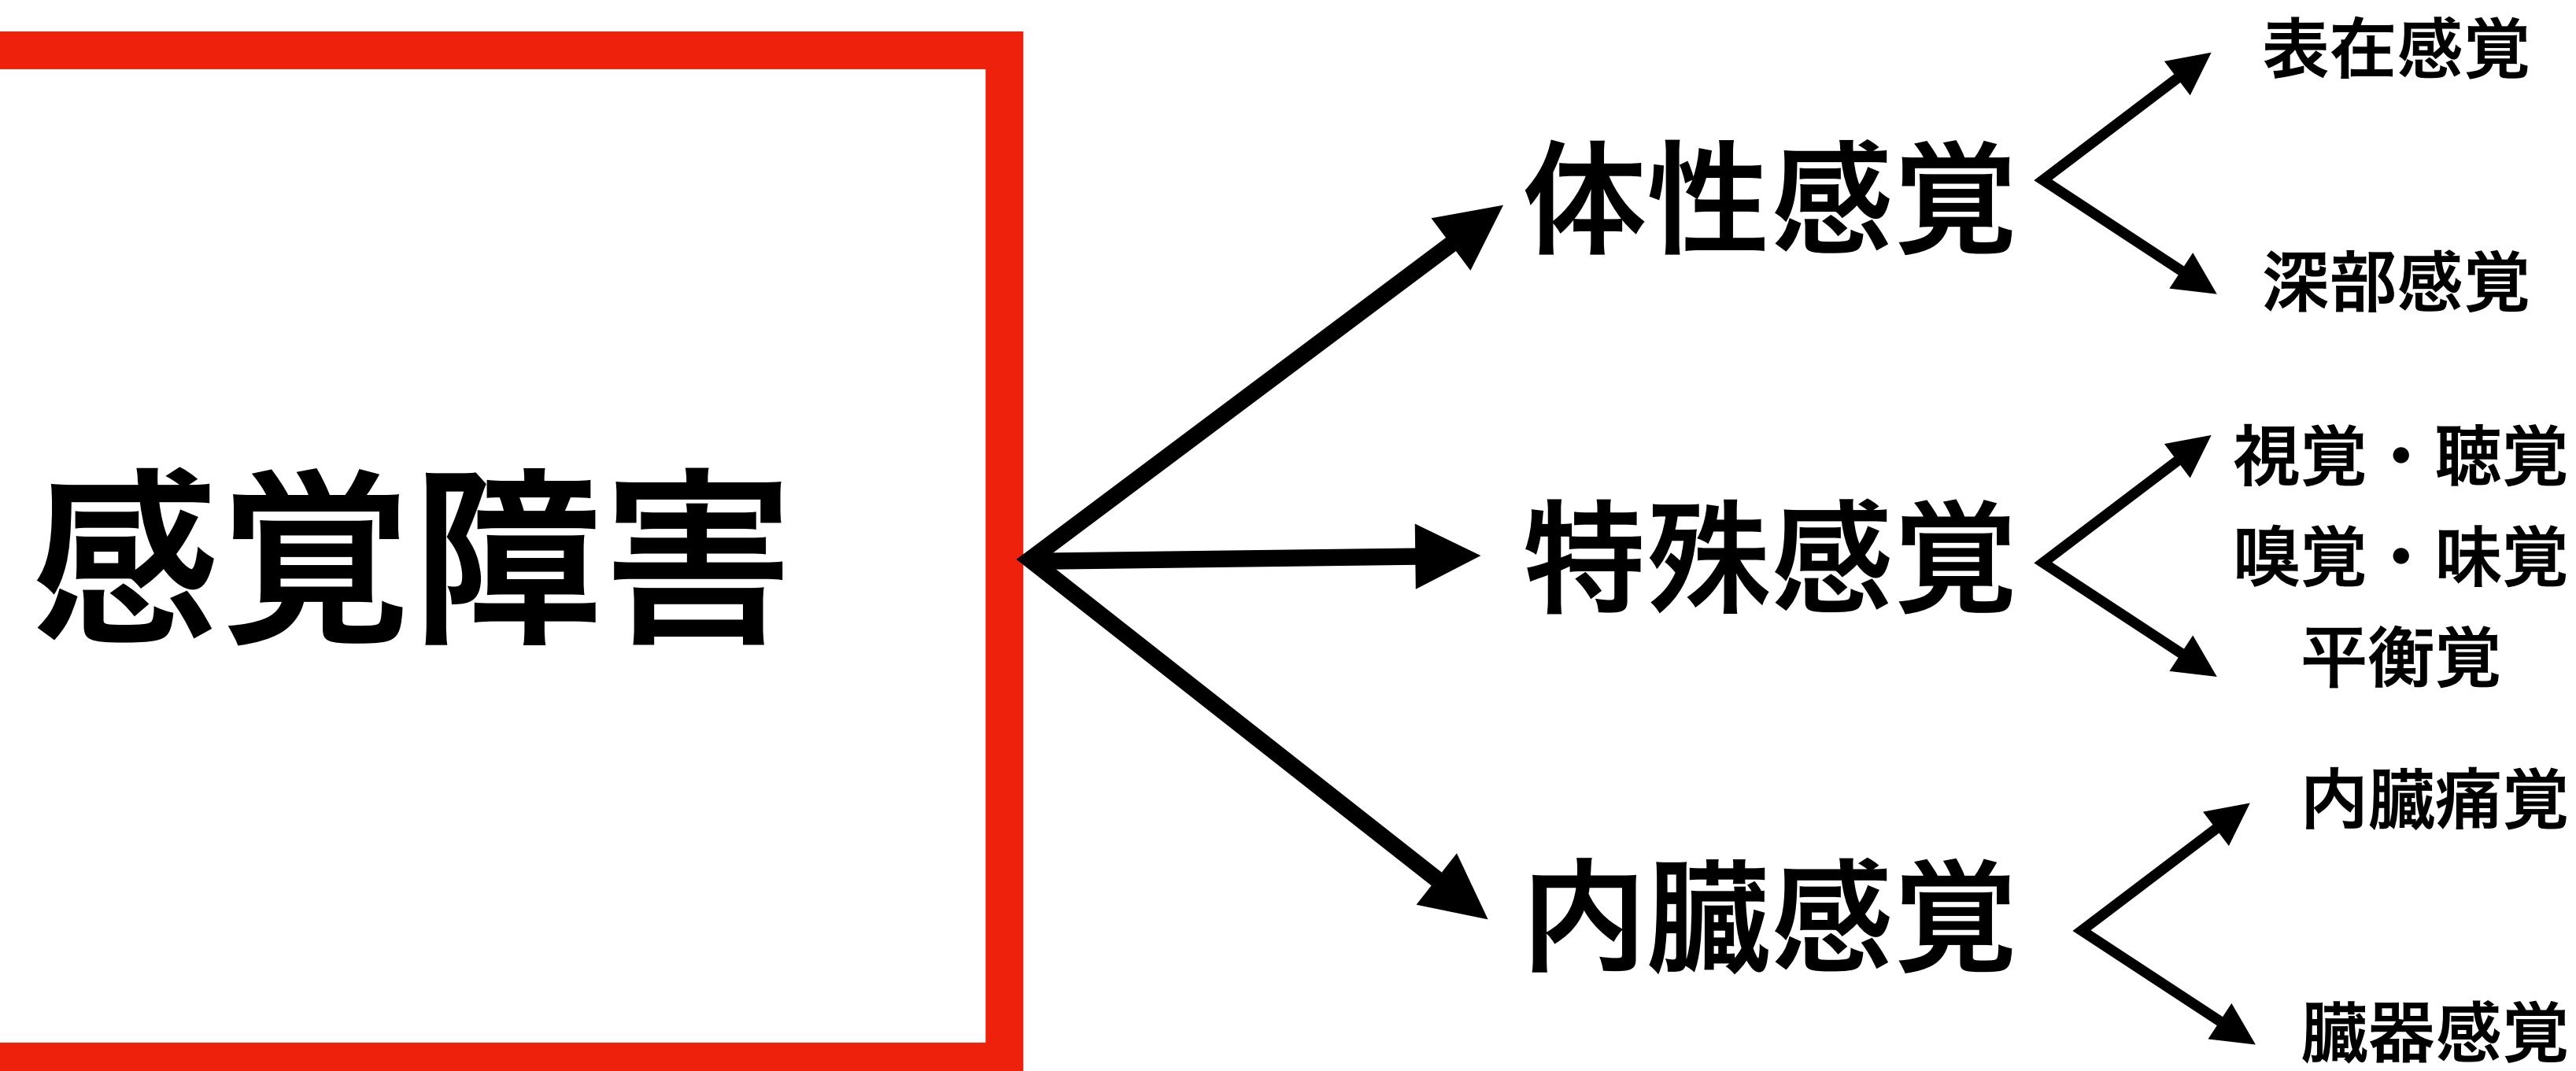 感覚障害
体性感覚
表在感覚
深部感覚
特殊感覚
視覚・聴覚
嗅覚・味覚
平衡覚
内臓感覚
内臓痛覚
臓器感覚